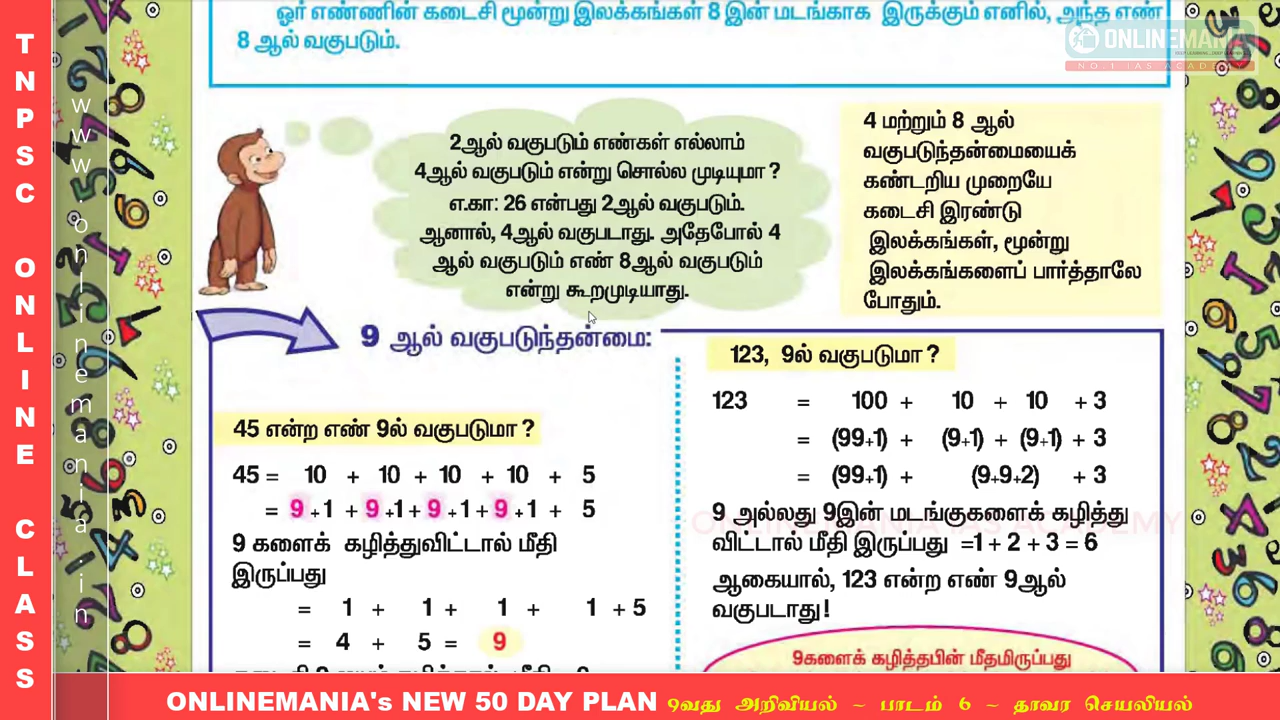 TNPSC ONLINE CLASS
www.onlinemania.in
ஓர் எண்ணின் கடைசி மூன்று இலக்கங்கள் 8 இன் மடங்காக இருக்கும் எனில், அந்த எண்
8 ஆல் வகுபடும்.
ONLINEMANIA
NO.1 IAS ACADEMY
2ஆல் வகுபடும் எண்கள் எல்லாம்
4ஆல் வகுபடும் என்று சொல்ல முடியுமா ?
எ.கா: 26 என்பது 2ஆல் வகுபடும்.
ஆனால், 4ஆல் வகுபடாது. அதேபோல் 4
ஆல் வகுபடும் எண் 8ஆல் வகுபடும்
என்று கூறமுடியாது.
4 மற்றும் 8 ஆல்
வகுபடுந்தன்மையைக்
கண்டறிய முறையே
கடைசி இரண்டு
இலக்கங்கள், மூன்று
இலக்கங்களைப் பார்த்தாலே
போதும்.
9 ஆல் வகுபடுந்தன்மை:
45 என்ற எண் 9ல் வகுபடுமா ?
45 = 10 + 10 + 10 + 10 + 5
= 9 +1 + 9 +1 + 9 +1 + 9 +1 + 5
9 களைக் கழித்துவிட்டால் மீதி
இருப்பது
= 1 + 1 + 1 + 1 + 5
= 4 + 5 = 9
123, 9ல் வகுபடுமா ?
123 = 100 + 10 + 10 + 3
= (99+1) + (9+1) + (9+1) + 3
= (99+1) + (9+9+2) + 3
9 அல்லது 9இன் மடங்குகளைக் கழித்து
விட்டால் மீதி இருப்பது =1 + 2 + 3 = 6
ஆகையால், 123 என்ற எண் 9ஆல்
வகுபடாது!
ONLINEMANIA IAS ACADEMY
9களைக் கழித்தபின் மீதமிருப்பது
ONLINEMANIA's NEW 50 DAY PLAN 9வது அறிவியல் ~ பாடம் 6 ~ தாவர செயலியல்